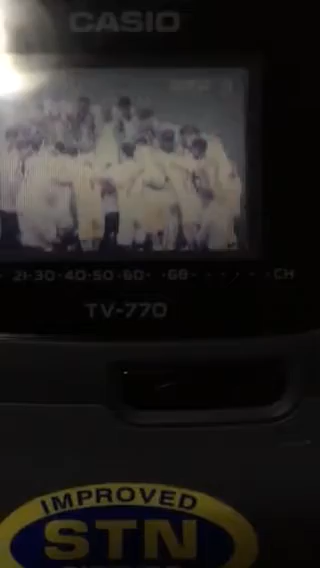 CASIO
21·30·40·50·60· ·68· · · · · · ·CH
TV-770
IMPROVED
STN